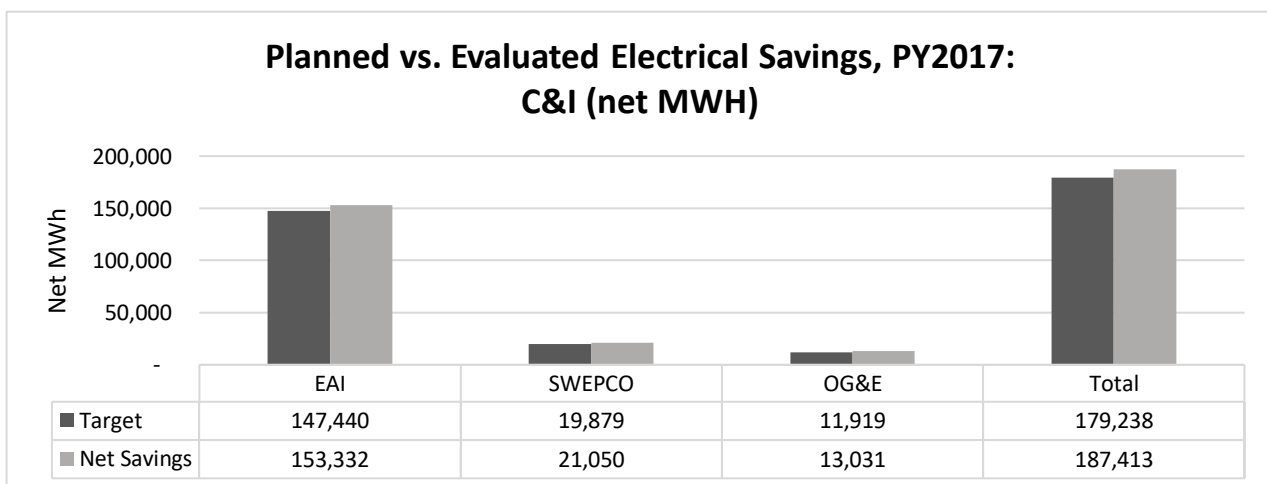 Planned vs. Evaluated Electrical Savings, PY2017:
C&I (net MWH)
Net MWh
200,000
150,000
100,000
50,000
-
EAI SWEPCO OG&E Total
Target 147,440 19,879 11,919 179,238
Net Savings 153,332 21,050 13,031 187,413